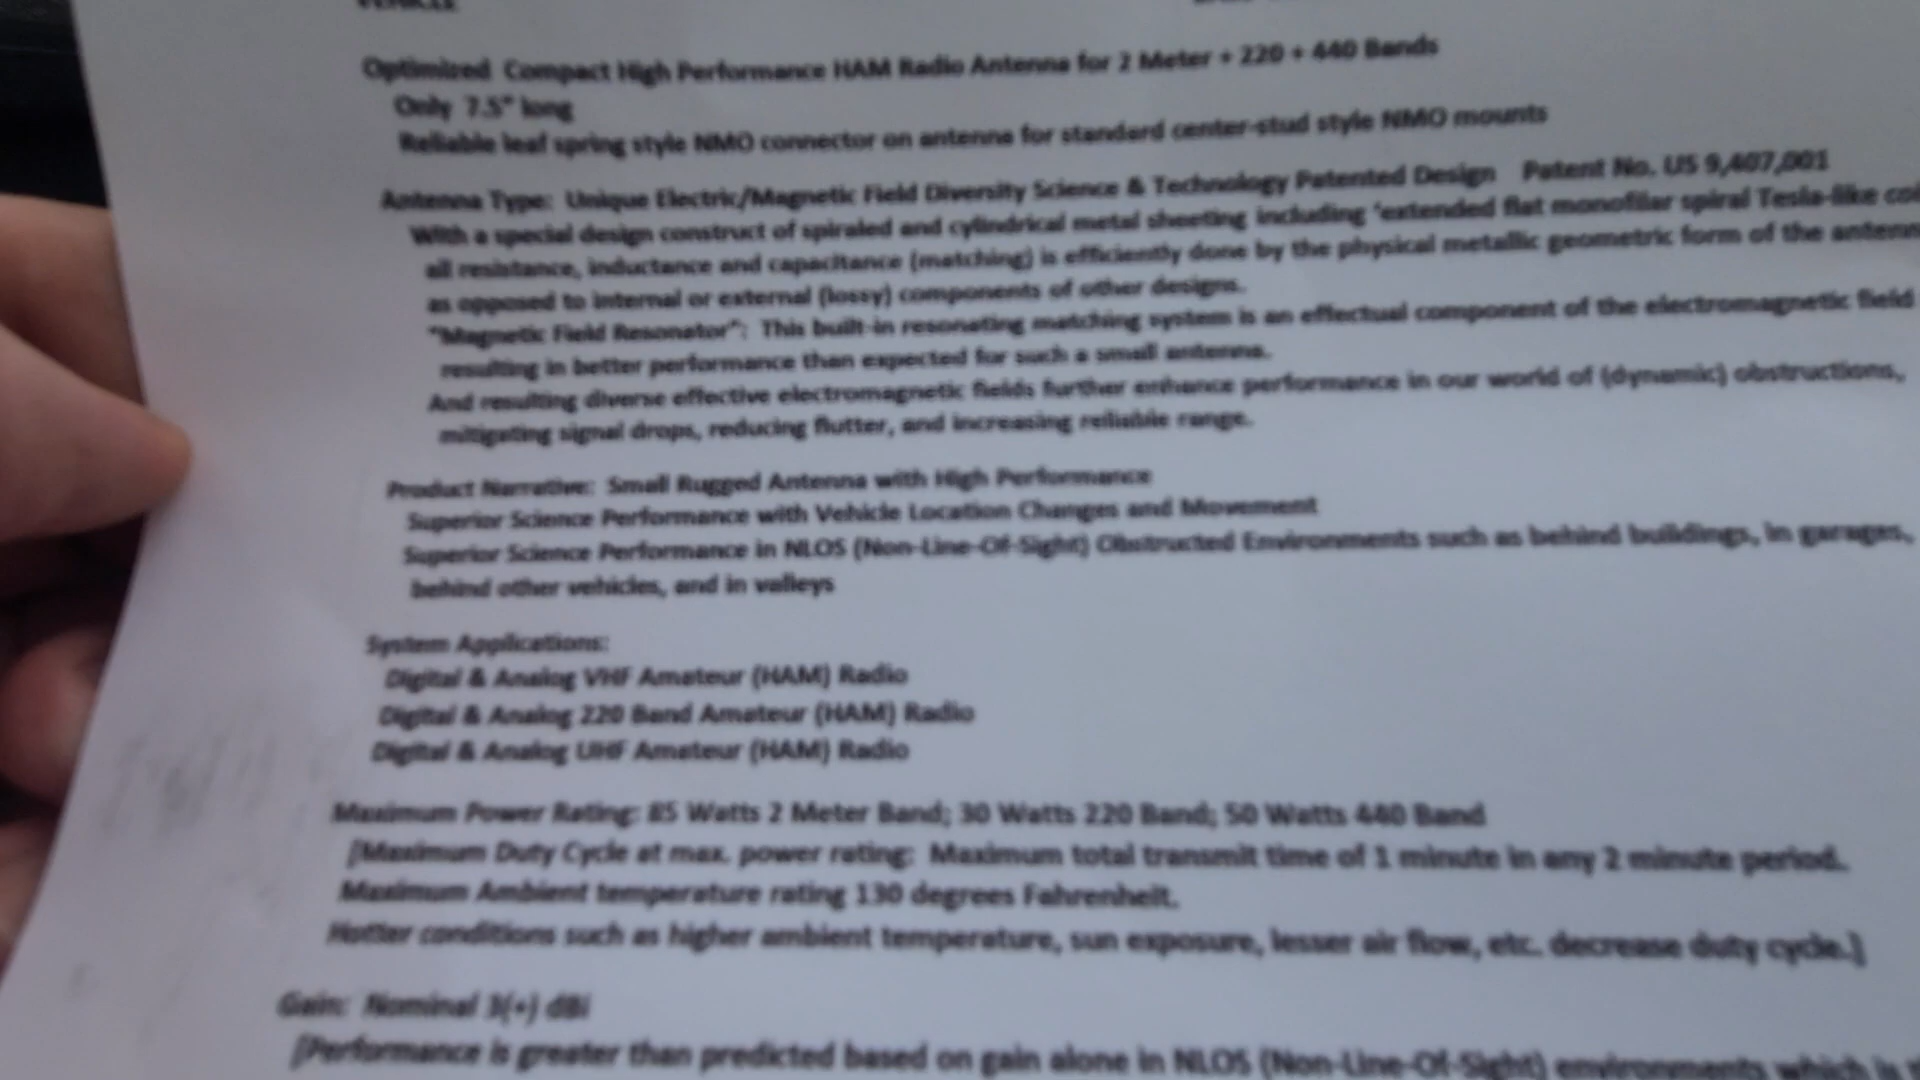 VEHICLE
Optimized Compact High Performance HAM Radio Antenna for 2 Meter + 220 + 440 Bands
Only 7.5" long
Reliable leaf spring style NMO connector on antenna for standard center-stud style NMO mounts
Antenna Type: Unique Electric/Magnetic Field Diversity Science & Technology Patented Design Patent No. US 9,407,001
With a special design construct of spiraled and cylindrical metal sheeting including 'extended flat monofilar spiral Tesla-like
all resistance, inductance and capacitance (matching) is efficiently done by the physical metallic geometric form of the
as opposed to internal or external (lossy) components of other designs.
"Magnetic Field Resonator": This built-in resonating matching system is an effectual component of the electromagnetic field
resulting in better performance than expected for such a small antenna.
And resulting diverse effective electromagnetic fields further enhance performance in our world of (dynamic) obstructions,
mitigating signal drops, reducing flutter, and increasing reliable range.
Product Narrative: Small Rugged Antenna with High Performance
Superior Science Performance with Vehicle Location Changes and Movement
Superior Science Performance in NLOS (Non-Line-Of-Sight) Obstructed Environments such as behind buildings, in garages,
behind other vehicles, and in valleys
System Applications:
Digital & Analog VHF Amateur (HAM) Radio
Digital & Analog 220 Band Amateur (HAM) Radio
Digital & Analog UHF Amateur (HAM) Radio
Maximum Power Rating: 85 Watts 2 Meter Band; 30 Watts 220 Band; 50 Watts 440 Band
[Maximum Duty Cycle at max. power rating: Maximum total transmit time of 1 minute in any 2 minute period.
Maximum Ambient temperature rating 130 degrees Fahrenheit.
Hotter conditions such as higher ambient temperature, sun exposure, lesser air flow, etc. decrease duty cycle.]
Gain: Nominal 3(+) dBi
[Performance is greater than predicted based on gain alone in NLOS (Non-Line-Of-Sight) environments which is